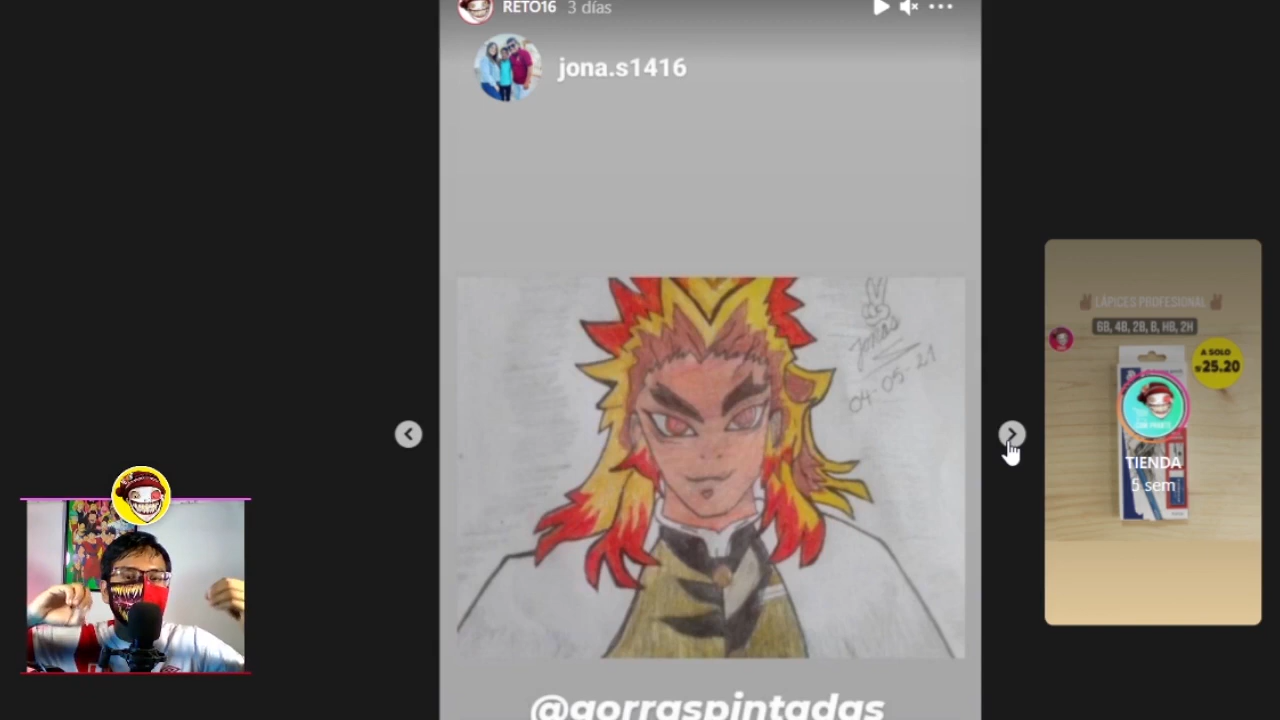 RETO16 3 días
jona.s1416
Jonas
04-05-21
@gorraspintadas
LÁPICES PROFESIONAL
6B, 4B, 2B, B, HB, 2H
A SOLO
25.20
TIENDA
5 sem